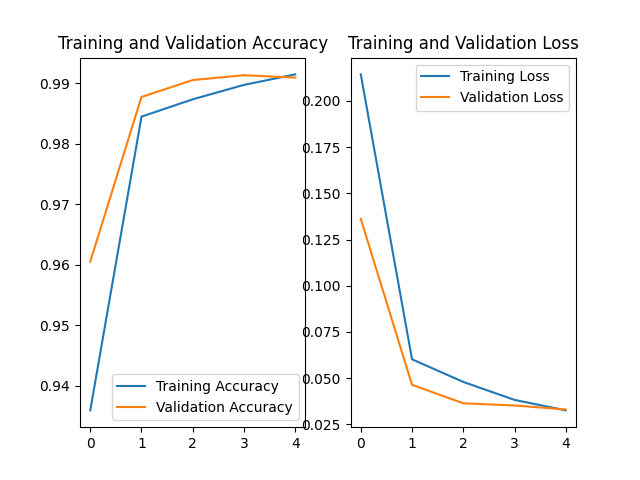 Training and Validation Accuracy
0.99
0.98
0.97
0.96
0.95
0.94
0 1 2 3 4
Training Accuracy
Validation Accuracy
Training and Validation Loss
0.200
0.175
0.150
0.125
0.100
0.075
0.050
0.025
0 1 2 3 4
Training Loss
Validation Loss